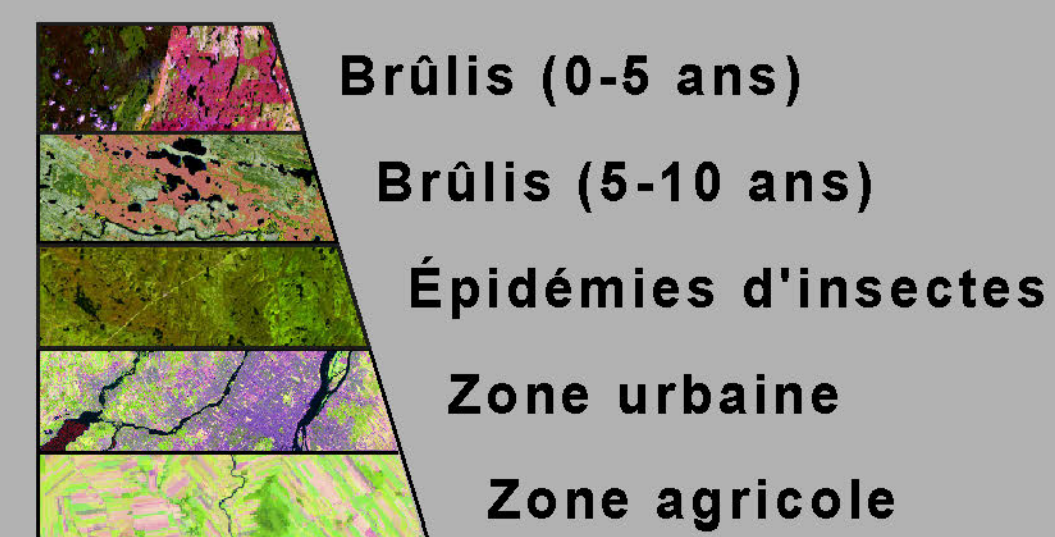 Brûlis (0-5 ans)
Brûlis (5-10 ans)
Épidémies d'insectes
Zone urbaine
Zone agricole